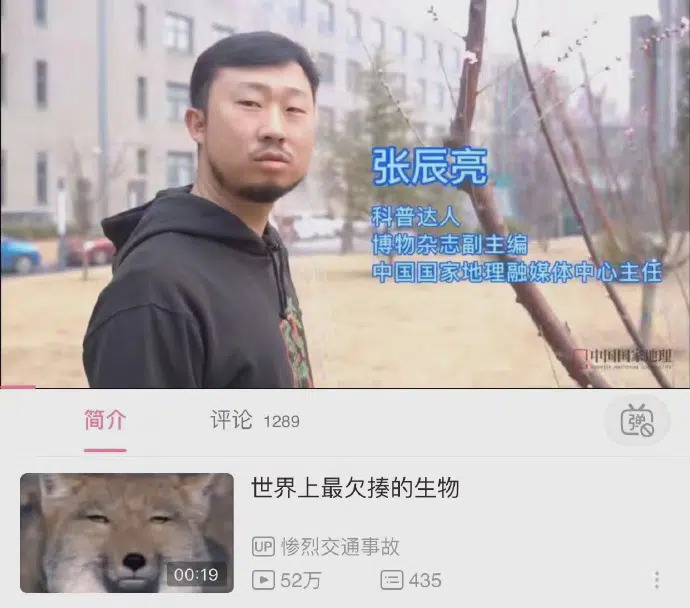 张辰亮
科普达人
博物杂志副主编
中国国家地理融媒体中心主任
中国国家地理
简介
评论 1289
弹
世界上最欠揍的生物
00:19
UP 惨烈交通事故
52万
435